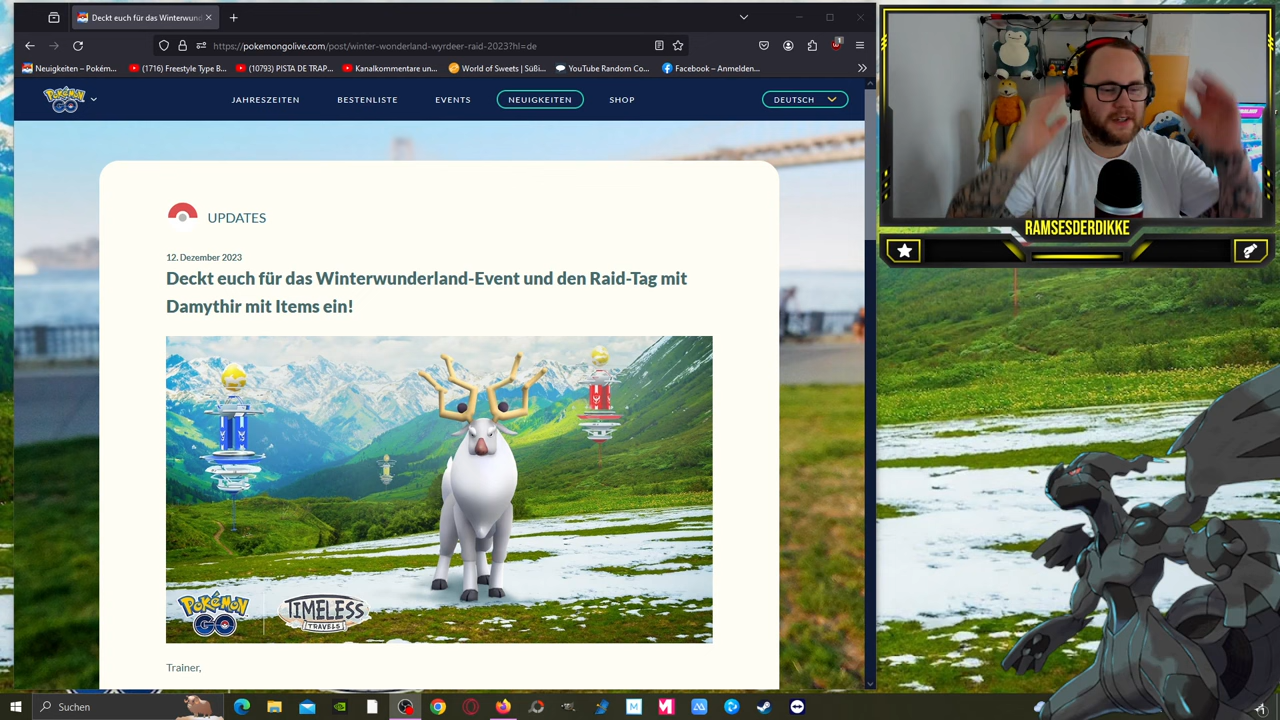 Deckt euch für das Winterwund
https://pokemongolive.com/post/winter-wonderland-wyrdeer-raid-2023?hl=de
1
Neuigkeiten – Pokém...
(1716) Freestyle Type B...
(10793) PISTA DE TRAP...
Kanalkommentare un...
World of Sweets | Süßi...
YouTube Random Co...
Facebook – Anmelden...
Pokémon GO
JAHRESZEITEN
BESTENLISTE
EVENTS
NEUIGKEITEN
SHOP
DEUTSCH
UPDATES
12. Dezember 2023
Deckt euch für das Winterwunderland-Event und den Raid-Tag mit
Damythir mit Items ein!
Pokémon GO
TIMELESS
TRAVELS
Trainer,
RAMSESDERDIKKE
Suchen